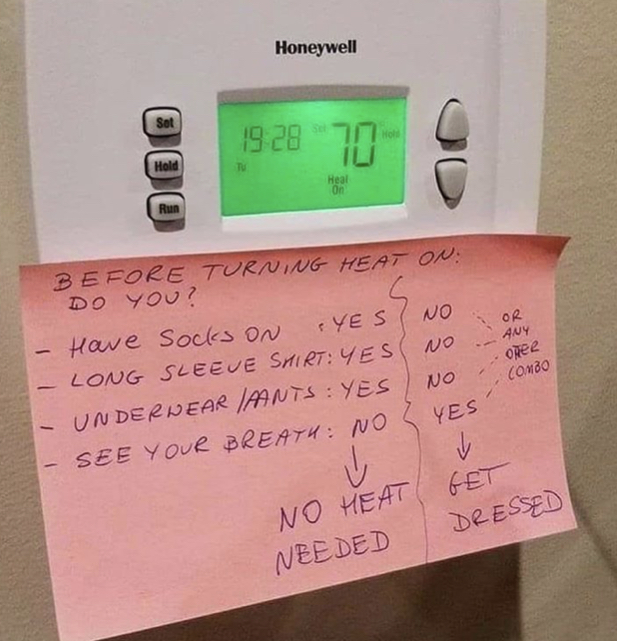 Honeywell
Set
Hold
Run
19:28 Set 70 Hold
Tu
Heat
On
BEFORE TURNING HEAT ON:
DO YOU?
- HAVE SOCKS ON : YES NO
- LONG SLEEVE SHIRT: YES NO
- UNDERWEAR/PANTS: YES NO
- SEE YOUR BREATH: NO YES
OR
ANY
OTHER
COMBO
NO HEAT
NEEDED
GET
DRESSED